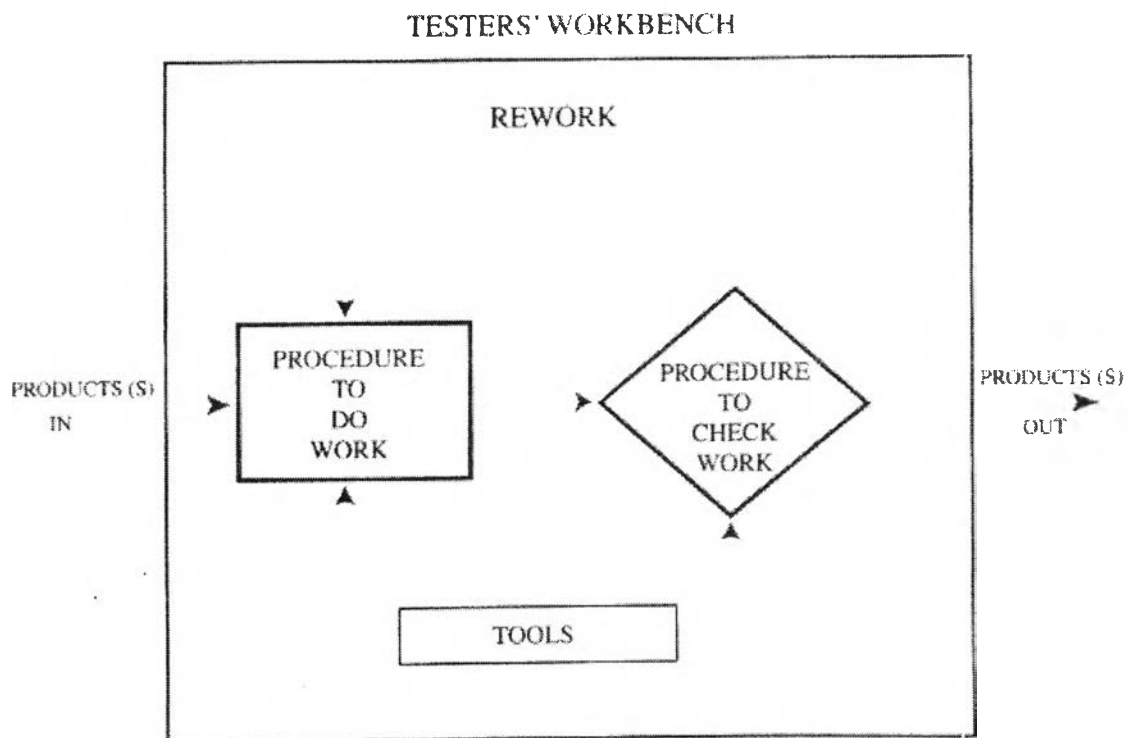 TESTERS' WORKBENCH
REWORK
PRODUCTS (S)
IN
PROCEDURE
TO
DO
WORK
PROCEDURE
TO
CHECK
WORK
PRODUCTS (S)
OUT
TOOLS